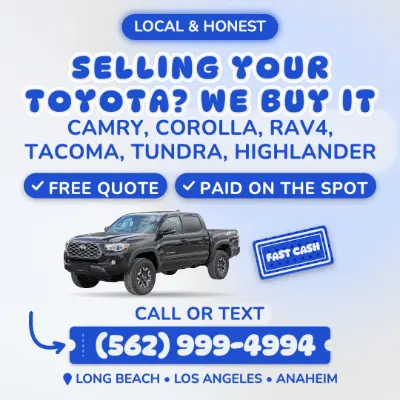 LOCAL & HONEST
SELLING YOUR
TOYOTA? WE BUY IT
CAMRY, COROLLA, RAV4,
TACOMA, TUNDRA, HIGHLANDER
FREE QUOTE
PAID ON THE SPOT
FAST CASH
CALL OR TEXT
(562) 999-4994
LONG BEACH • LOS ANGELES • ANAHEIM